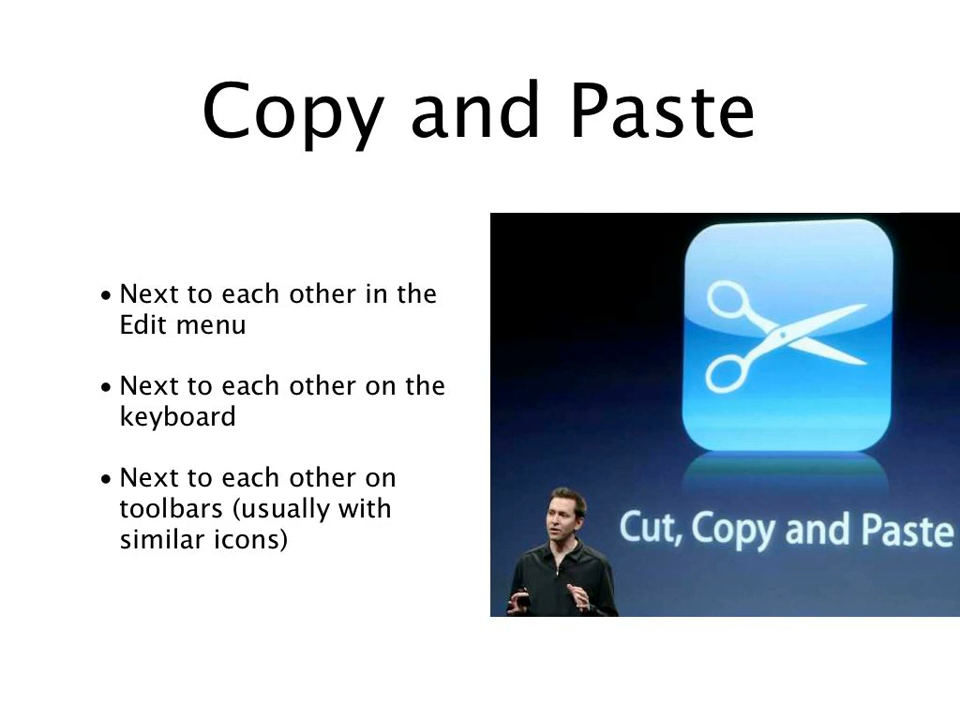 Copy and Paste
• Next to each other in the
Edit menu
• Next to each other on the
keyboard
• Next to each other on
toolbars (usually with
similar icons)
Cut, Copy and Paste